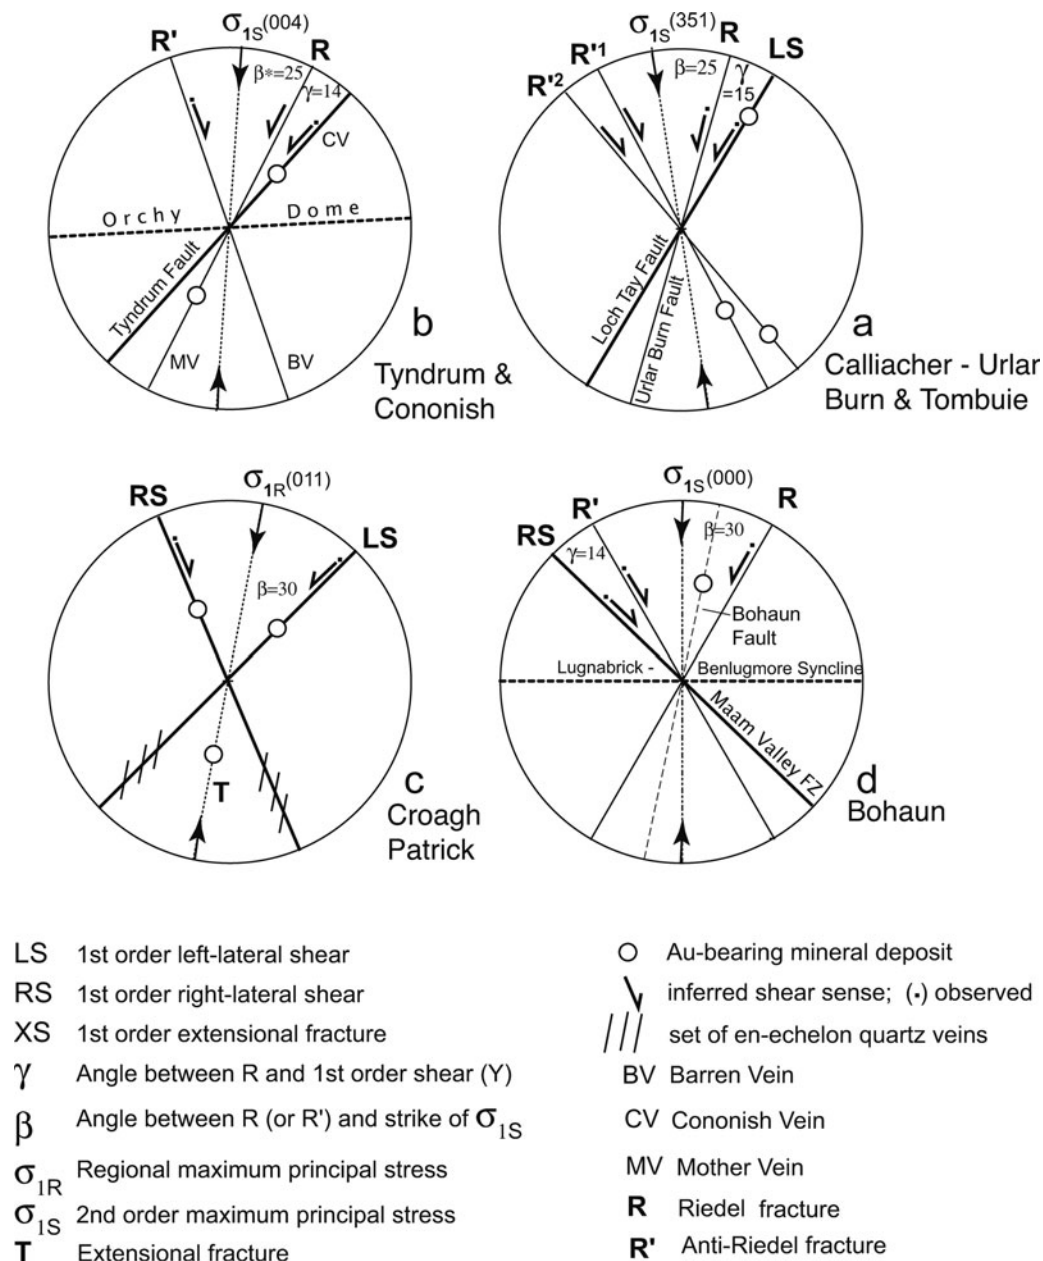 R'
σ1S(004)
R
β*=25
γ=14
CV
Orchy Dome
Tyndrum Fault
MV
BV
b
Tyndrum &
Cononish
R'2
R'1
σ1S(351)
R
LS
β=25
γ
=15
Loch Tay Fault
Urlar Burn Fault
a
Calliacher - Urlar
Burn & Tombuie
RS
σ1R(011)
LS
β=30
T
c
Croagh
Patrick
RS
R'
σ1S(000)
R
γ=14
β=30
Bohaun
Fault
Lugnabrick - Benlugmore Syncline
Maam Valley FZ
d
Bohaun
LS 1st order left-lateral shear
RS 1st order right-lateral shear
XS 1st order extensional fracture
γ Angle between R and 1st order shear (Y)
β Angle between R (or R') and strike of σ1S
σ1R Regional maximum principal stress
σ1S 2nd order maximum principal stress
T Extensional fracture
Au-bearing mineral deposit
inferred shear sense; (.) observed
set of en-echelon quartz veins
BV Barren Vein
CV Cononish Vein
MV Mother Vein
R Riedel fracture
R' Anti-Riedel fracture